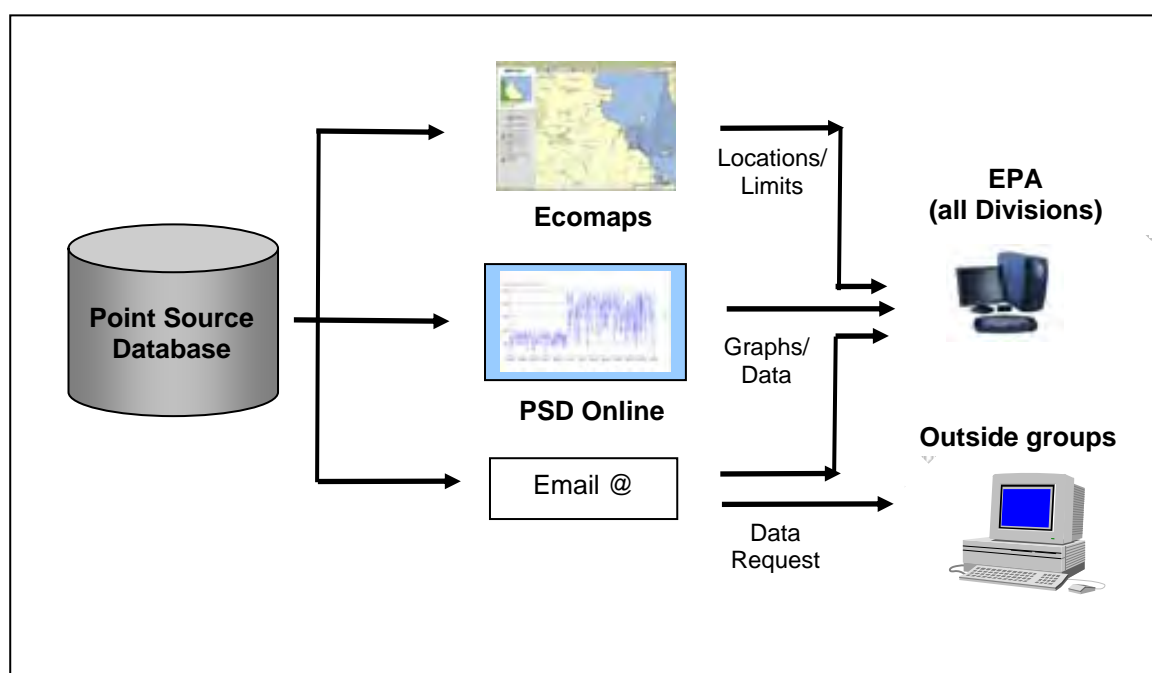 Point Source
Database
Ecomaps
PSD Online
Email @
Locations/
Limits
Graphs/
Data
Data
Request
EPA
(all Divisions)
Outside groups